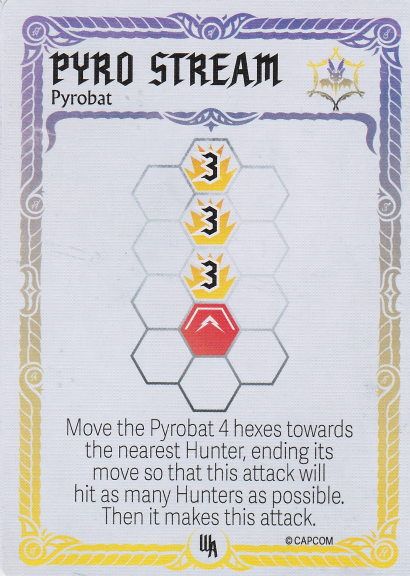 PYRO STREAM
Pyrobat
3
3
3
Move the Pyrobat 4 hexes towards
the nearest Hunter, ending its
move so that this attack will
hit as many Hunters as possible.
Then it makes this attack.
© CAPCOM